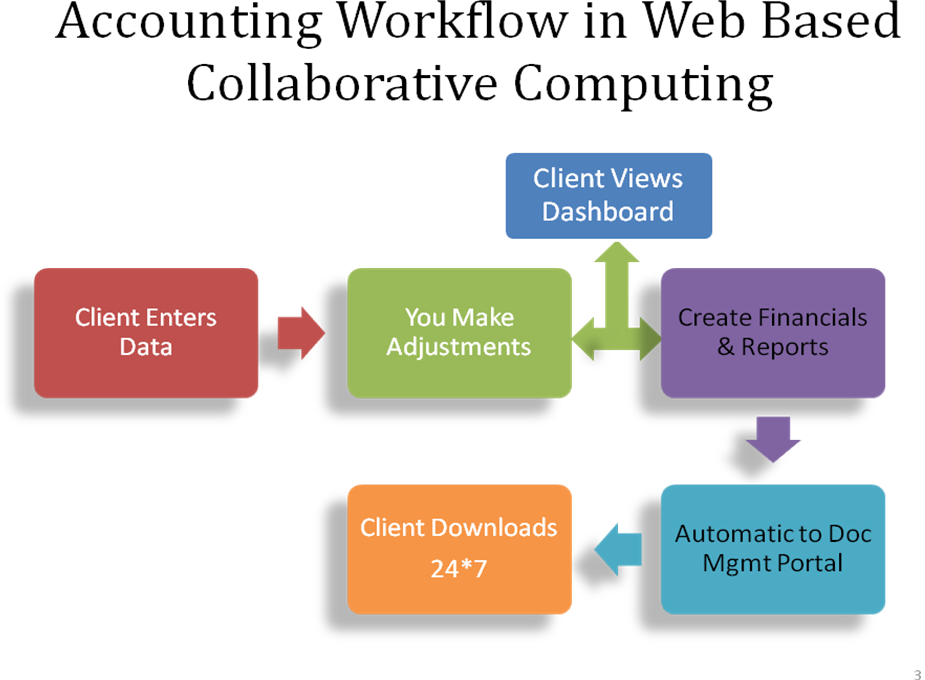 Accounting Workflow in Web Based
Collaborative Computing
Client Views
Dashboard
Client Enters
Data
You Make
Adjustments
Create Financials
& Reports
Client Downloads
24*7
Automatic to Doc
Mgmt Portal
3